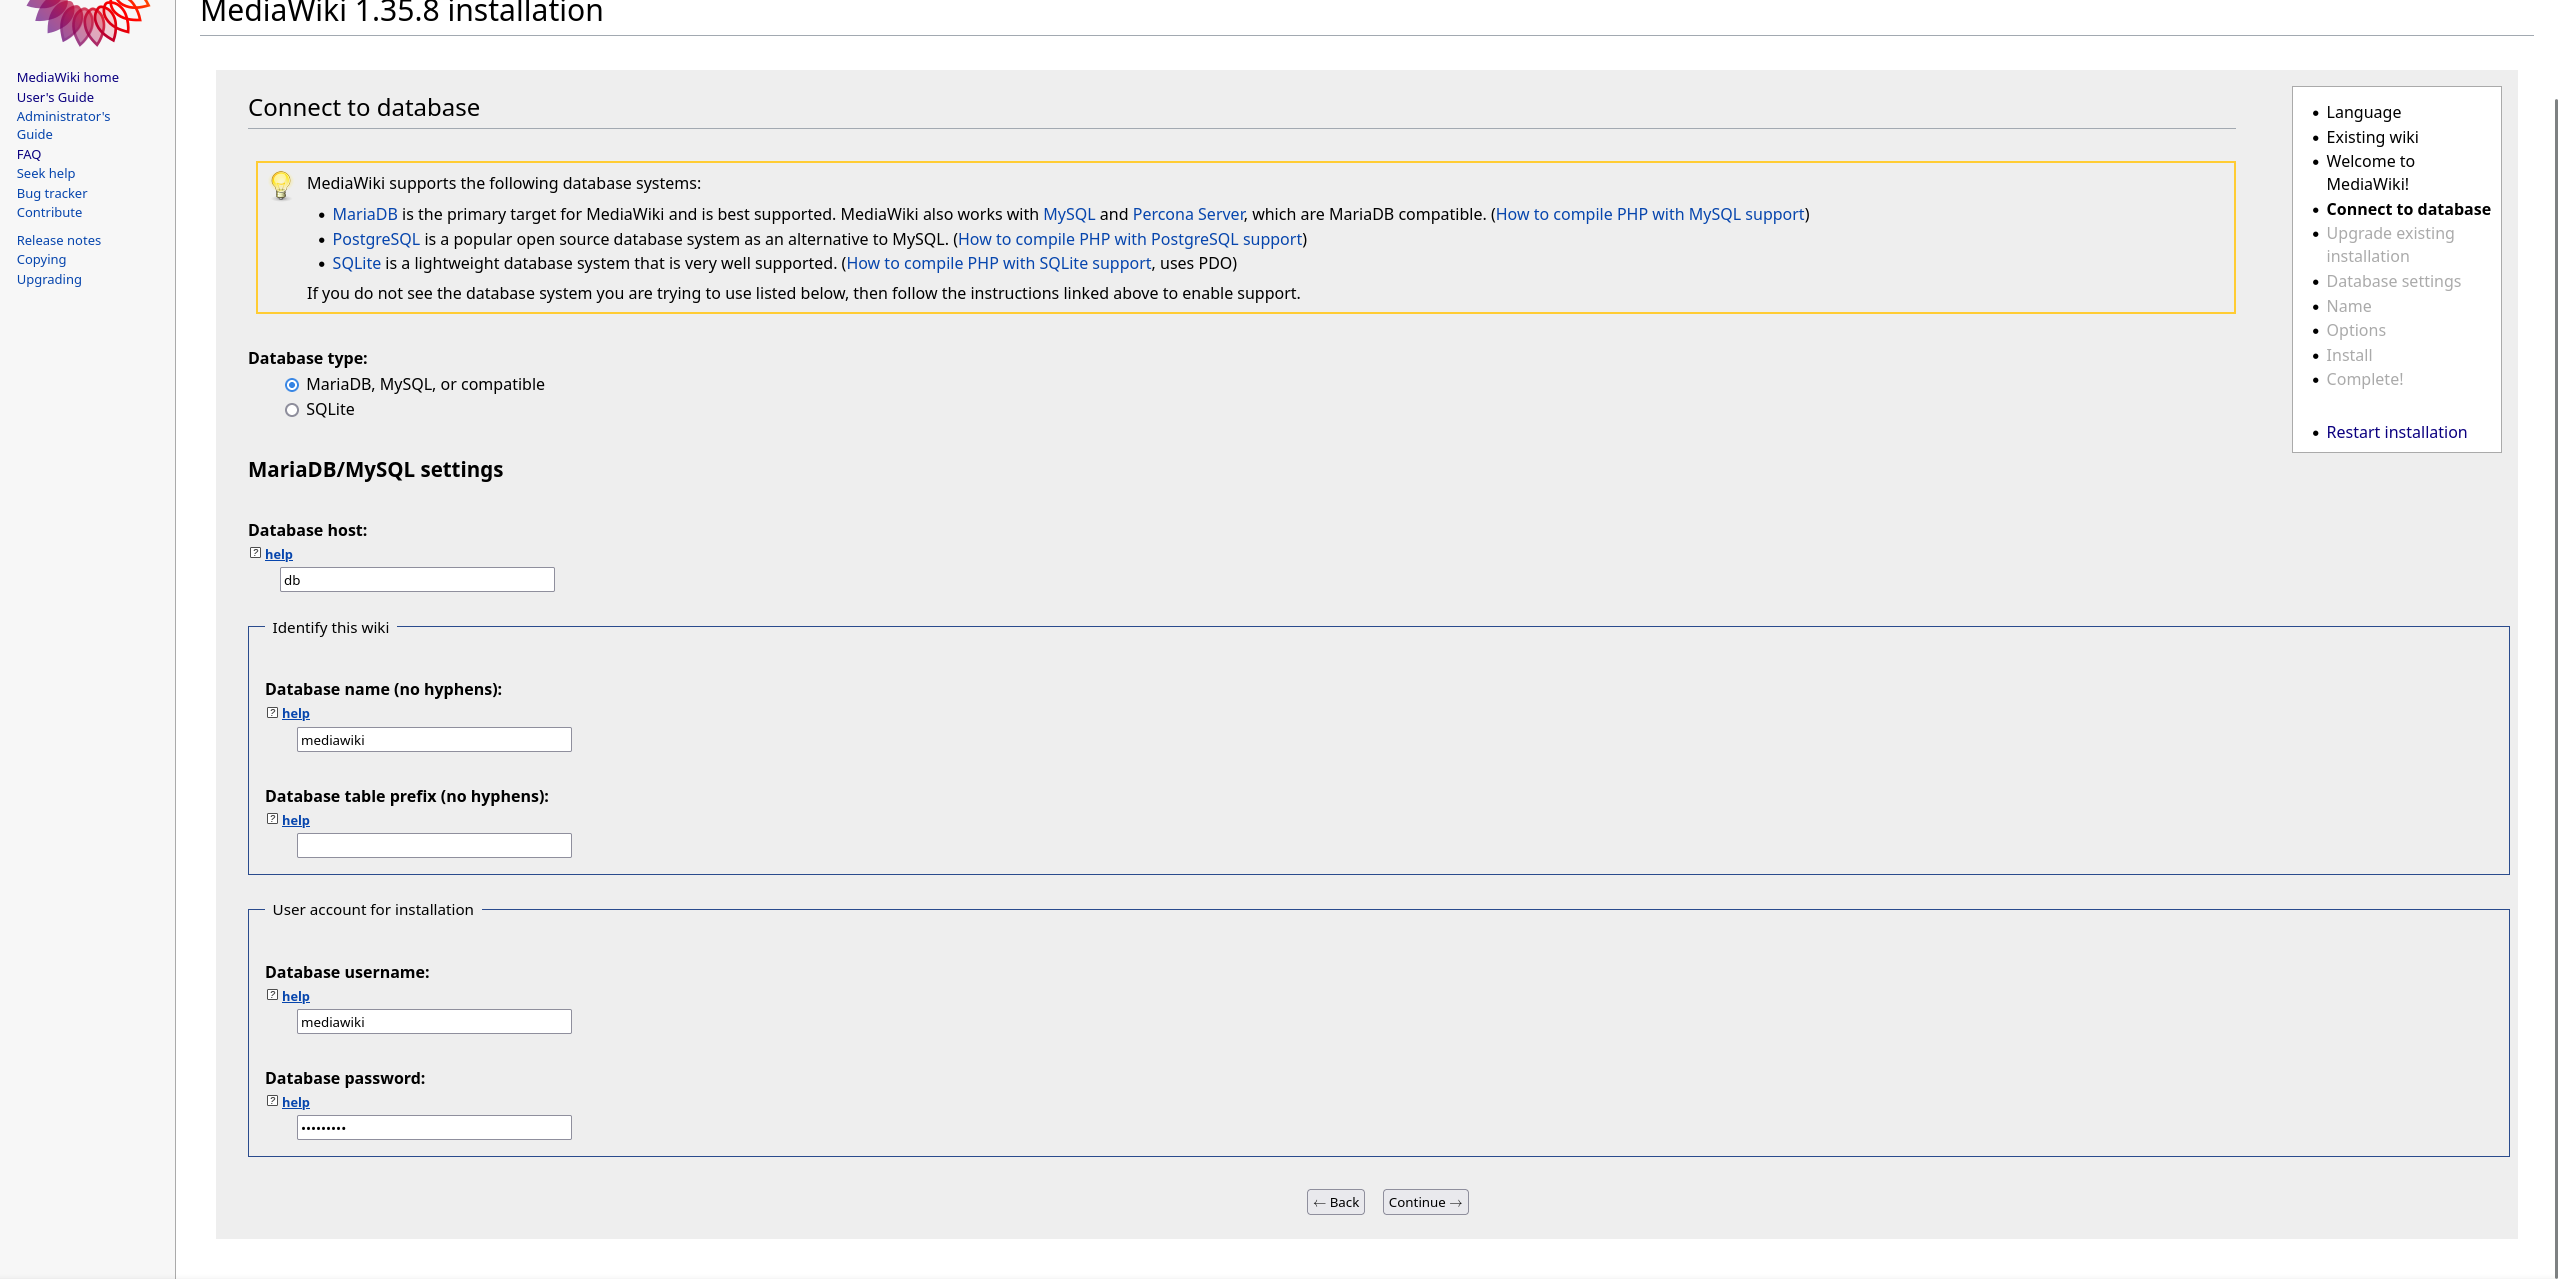 MediaWiki 1.35.8 installation
MediaWiki home
User's Guide
Administrator's
Guide
FAQ
Seek help
Bug tracker
Contribute
Release notes
Copying
Upgrading
Connect to database
MediaWiki supports the following database systems:
• MariaDB is the primary target for MediaWiki and is best supported. MediaWiki also works with MySQL and Percona Server, which are MariaDB compatible. (How to compile PHP with MySQL support)
• PostgreSQL is a popular open source database system as an alternative to MySQL. (How to compile PHP with PostgreSQL support)
• SQLite is a lightweight database system that is very well supported. (How to compile PHP with SQLite support, uses PDO)
If you do not see the database system you are trying to use listed below, then follow the instructions linked above to enable support.
Database type:
MariaDB, MySQL, or compatible
SQLite
MariaDB/MySQL settings
Database host:
? help
db
Identify this wiki
Database name (no hyphens):
? help
mediawiki
Database table prefix (no hyphens):
? help
User account for installation
Database username:
? help
mediawiki
Database password:
? help
•••••••••
← Back
Continue →
• Language
• Existing wiki
• Welcome to
MediaWiki!
• Connect to database
• Upgrade existing
installation
• Database settings
• Name
• Options
• Install
• Complete!
• Restart installation